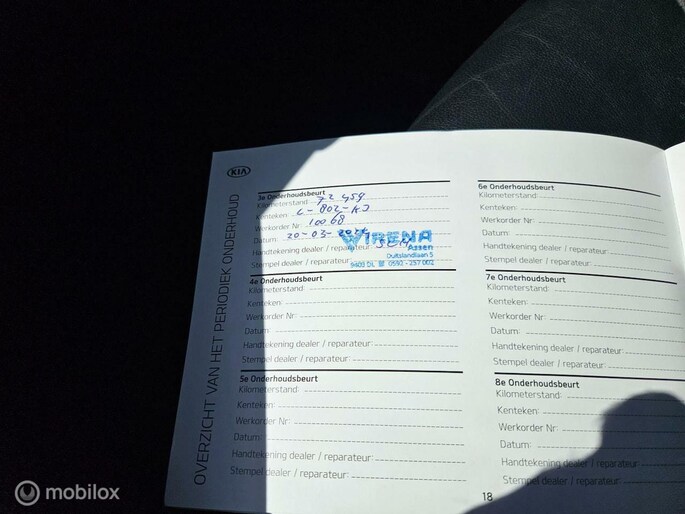 KIA
OVERZICHT VAN HET PERIODIEK ONDERHOUD
3e Onderhoudsbeurt
Kilometerstand: 72 459
Kenteken: L-802-KJ
Werkorder Nr: 10068
Datum: 20-03-2024
Handtekening dealer / reparateur:
Stempel dealer / reparateur:
WIRENA
Assen
Duitslandlaan 5
9403 DL ☎ 0592 - 257 002
4e Onderhoudsbeurt
Kilometerstand:
Kenteken:
Werkorder Nr:
Datum:
Handtekening dealer / reparateur:
Stempel dealer / reparateur:
5e Onderhoudsbeurt
Kilometerstand:
Kenteken:
Werkorder Nr:
Datum:
Handtekening dealer / reparateur:
Stempel dealer / reparateur:
6e Onderhoudsbeurt
Kilometerstand:
Kenteken:
Werkorder Nr:
Datum:
Handtekening dealer / reparateur:
Stempel dealer / reparateur:
7e Onderhoudsbeurt
Kilometerstand:
Kenteken:
Werkorder Nr:
Datum:
Handtekening dealer / reparateur:
Stempel dealer / reparateur:
8e Onderhoudsbeurt
Kilometerstand:
Kenteken:
Werkorder Nr:
Datum:
Handtekening dealer / reparateur:
Stempel dealer / reparateur:
18
mobilox